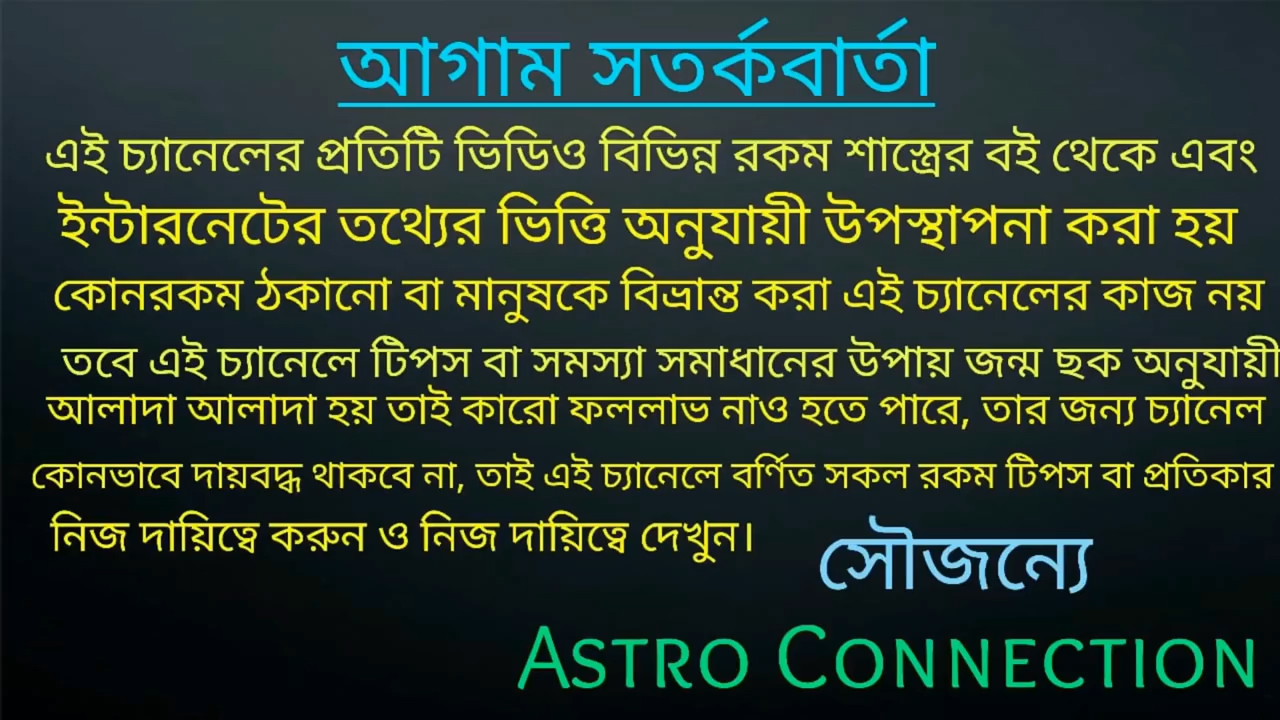 আগাম সতর্কবার্তা
এই চ্যানেলের প্রতিটি ভিডিও বিভিন্ন রকম শাস্ত্রের বই থেকে এবং
ইন্টারনেটের তথ্যের ভিত্তি অনুযায়ী উপস্থাপনা করা হয়
কোনরকম ঠকানো বা মানুষকে বিভ্রান্ত করা এই চ্যানেলের কাজ নয়
তবে এই চ্যানেলে টিপস বা সমস্যা সমাধানের উপায় জন্ম ছক অনুযায়ী
আলাদা আলাদা হয় তাই কারো ফললাভ নাও হতে পারে, তার জন্য চ্যানেল
কোনভাবে দায়বদ্ধ থাকবে না, তাই এই চ্যানেলে বর্ণিত সকল রকম টিপস বা প্রতিকার
নিজ দায়িত্বে করুন ও নিজ দায়িত্বে দেখুন।
সৌজন্যে
ASTRO CONNECTION